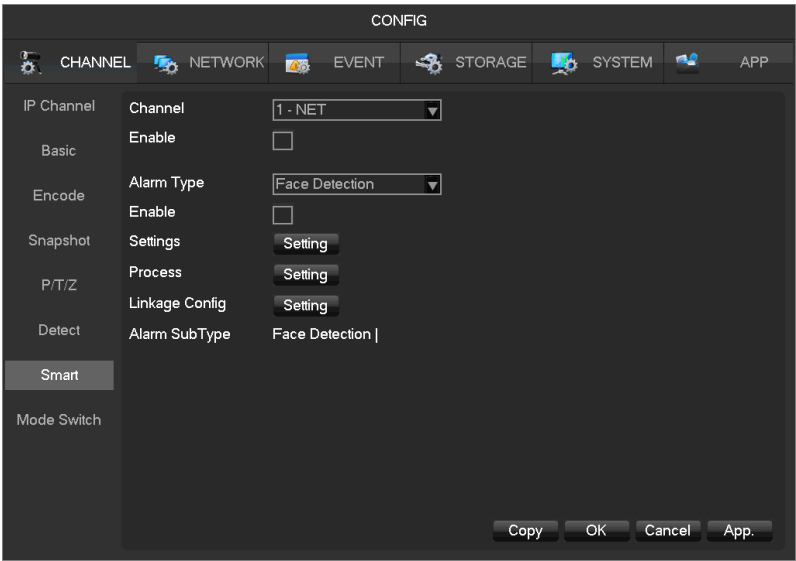 CONFIG
CHANNEL NETWORK EVENT STORAGE SYSTEM APP
IP Channel
Basic
Encode
Snapshot
P/T/Z
Detect
Smart
Mode Switch
Channel 1 - NET
Enable
Alarm Type Face Detection
Enable
Settings Setting
Process Setting
Linkage Config Setting
Alarm SubType Face Detection |
Copy OK Cancel App.